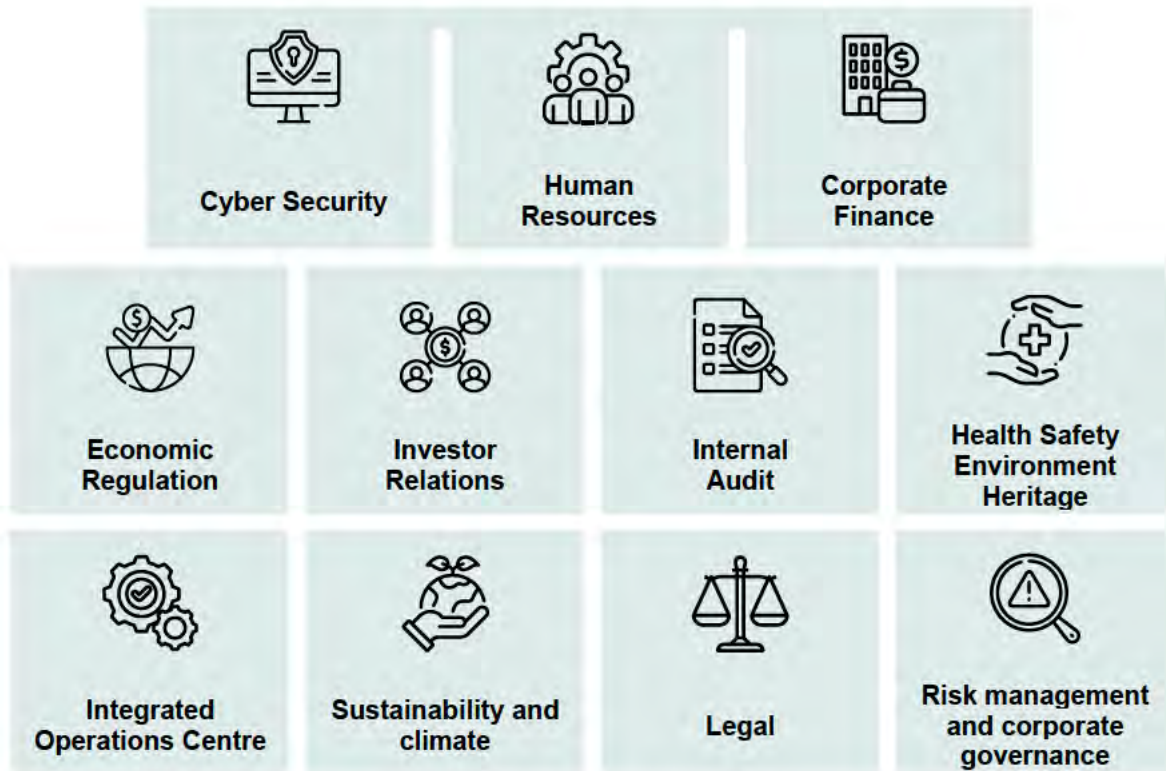 Cyber Security
Human
Resources
Corporate
Finance
Economic
Regulation
Investor
Relations
Internal
Audit
Health Safety
Environment
Heritage
Integrated
Operations Centre
Sustainability and
climate
Legal
Risk management
and corporate
governance